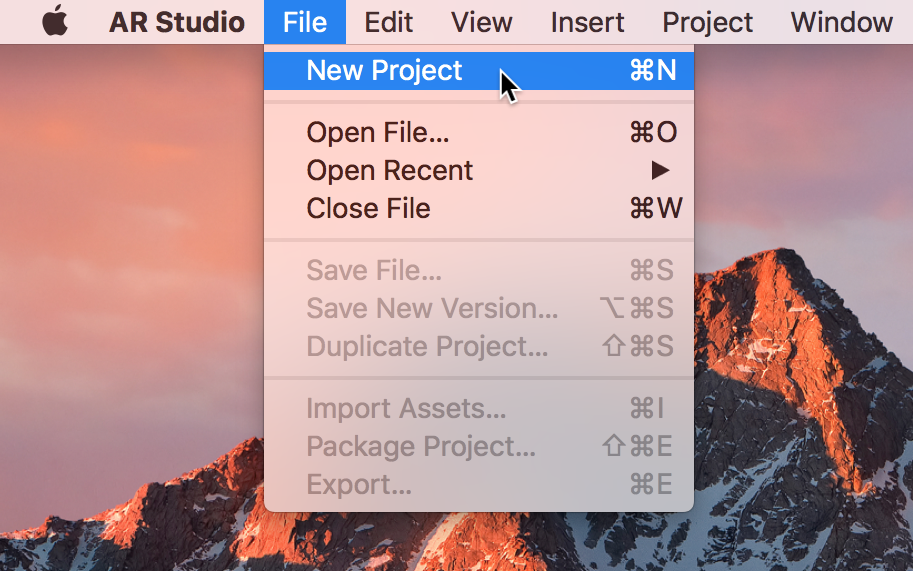 AR Studio File Edit View Insert Project Window
New Project ⌘N
Open File... ⌘O
Open Recent ▶
Close File ⌘W
Save File... ⌘S
Save New Version... ⌥⌘S
Duplicate Project... ⇧⌘S
Import Assets... ⌘I
Package Project... ⇧⌘E
Export... ⌘E